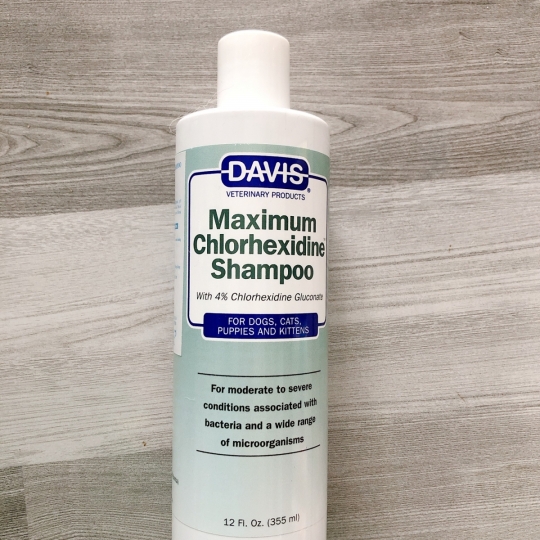 DAVIS
VETERINARY PRODUCTS
®
Maximum
Chlorhexidine
Shampoo
With 4% Chlorhexidine Gluconate
FOR DOGS, CATS,
PUPPIES AND KITTENS
For moderate to severe
conditions associated with
bacteria and a wide range
of microorganisms
12 Fl. Oz. (355 ml)